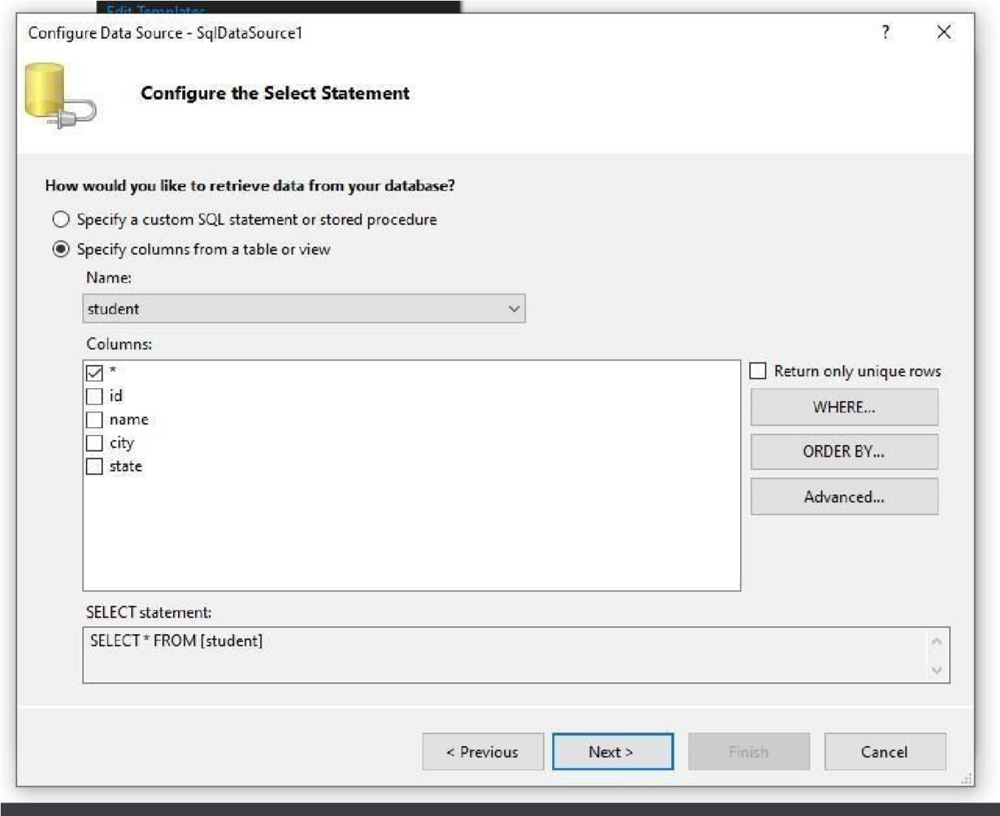 Edit Templates
Configure Data Source - SqlDataSource1
?
Configure the Select Statement
How would you like to retrieve data from your database?
Specify a custom SQL statement or stored procedure
Specify columns from a table or view
Name:
student
Columns:
*
Return only unique rows
id
WHERE...
name
city
ORDER BY...
state
Advanced...
SELECT statement:
SELECT * FROM [student]
< Previous
Next >
Finish
Cancel